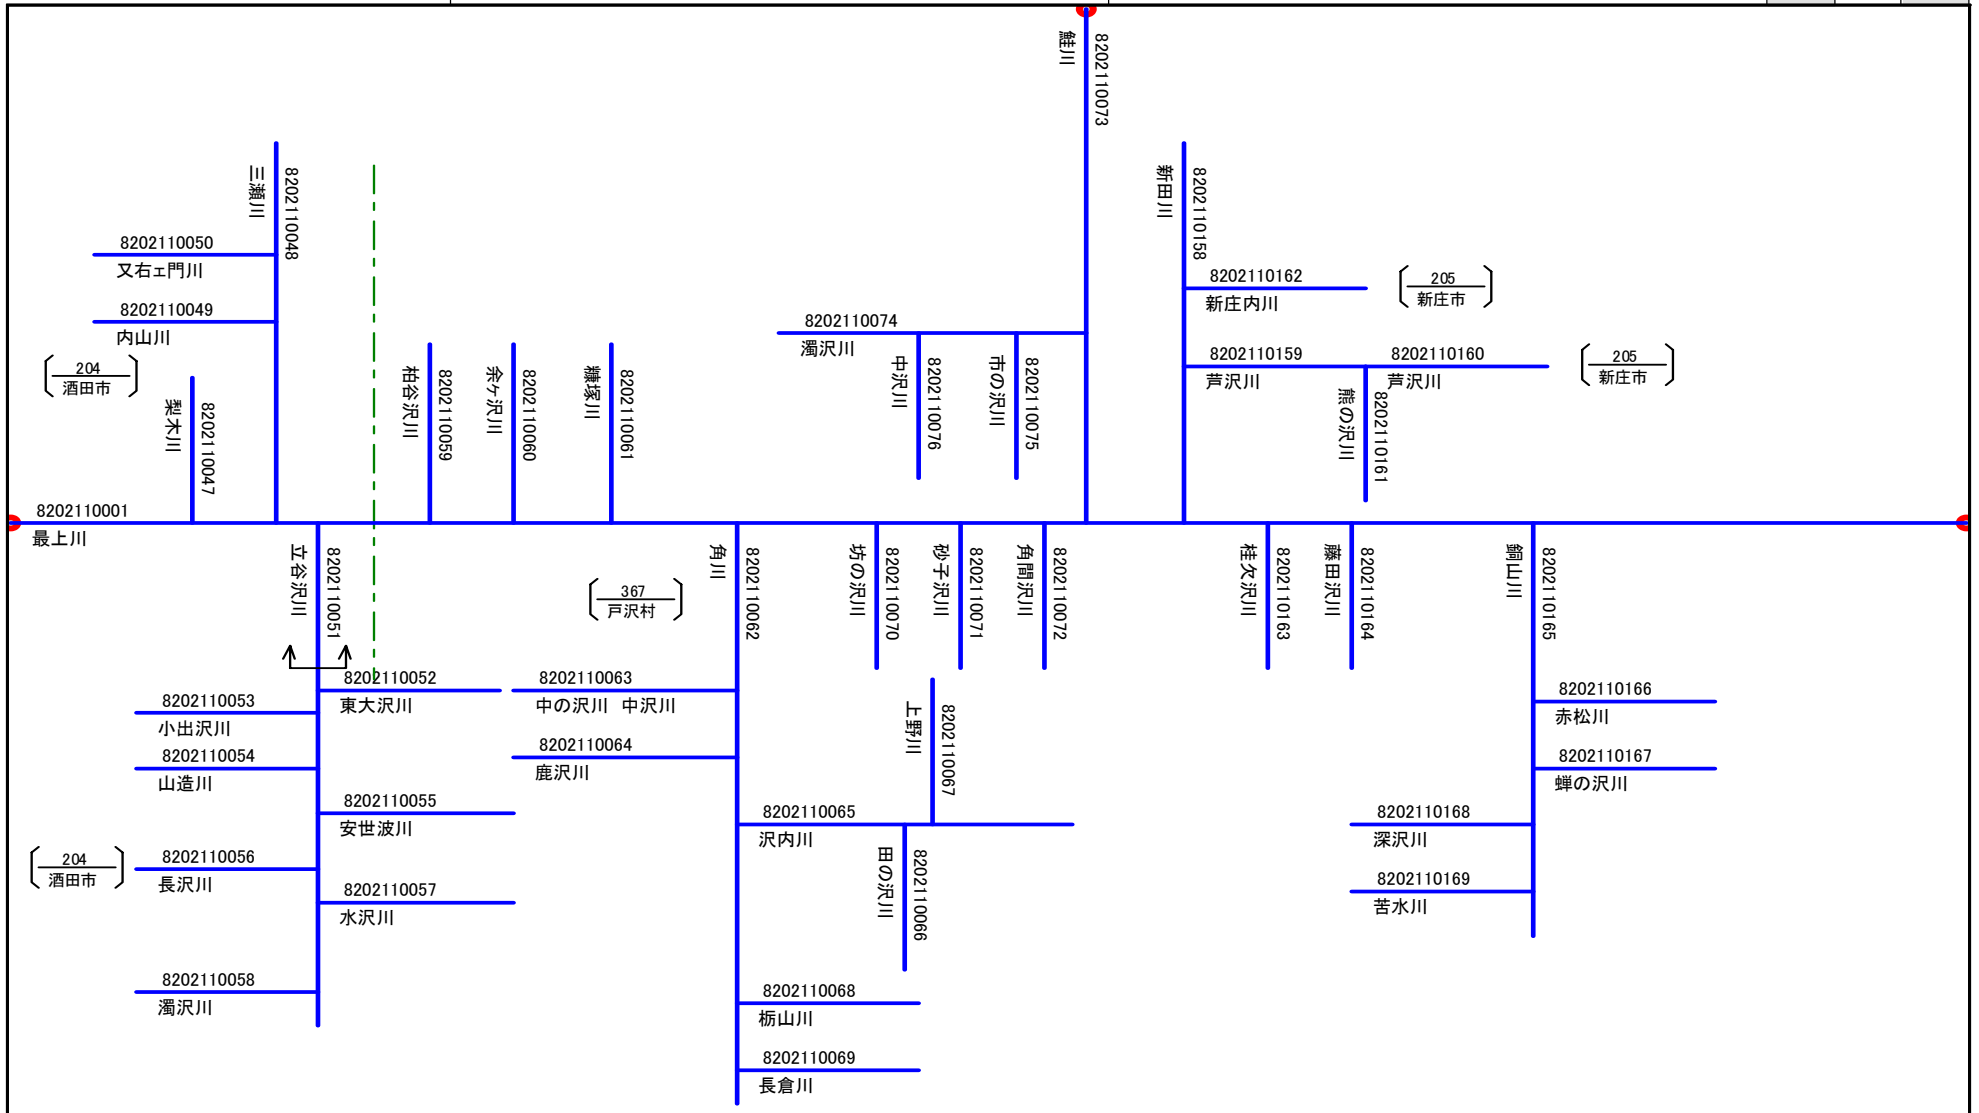 8202110073
鮭川
8202110048
三瀬川
8202110158
新田川
8202110050
又右ェ門川
8202110162
新庄内川
205
新庄市
8202110049
内山川
8202110074
濁沢川
8202110076
中沢川
8202110075
市の沢川
8202110159
芦沢川
8202110160
芦沢川
205
新庄市
8202110161
熊の沢川
204
酒田市
8202110047
梨木川
8202110059
柏谷沢川
8202110060
余ケ沢川
8202110061
糠塚川
8202110001
最上川
8202110051
立谷沢川
367
戸沢村
8202110062
角川
8202110070
坊の沢川
8202110071
砂子沢川
8202110072
角間沢川
8202110163
桂欠沢川
8202110164
藤田沢川
8202110165
銅山川
8202110052
東大沢川
8202110053
小出沢川
8202110054
山造川
8202110055
安世波川
204
酒田市
8202110056
長沢川
8202110057
水沢川
8202110058
濁沢川
8202110063
中の沢川 中沢川
8202110064
鹿沢川
8202110067
上野川
8202110065
沢内川
8202110066
田の沢川
8202110068
栃山川
8202110069
長倉川
8202110166
赤松川
8202110167
蝉の沢川
8202110168
深沢川
8202110169
苦水川